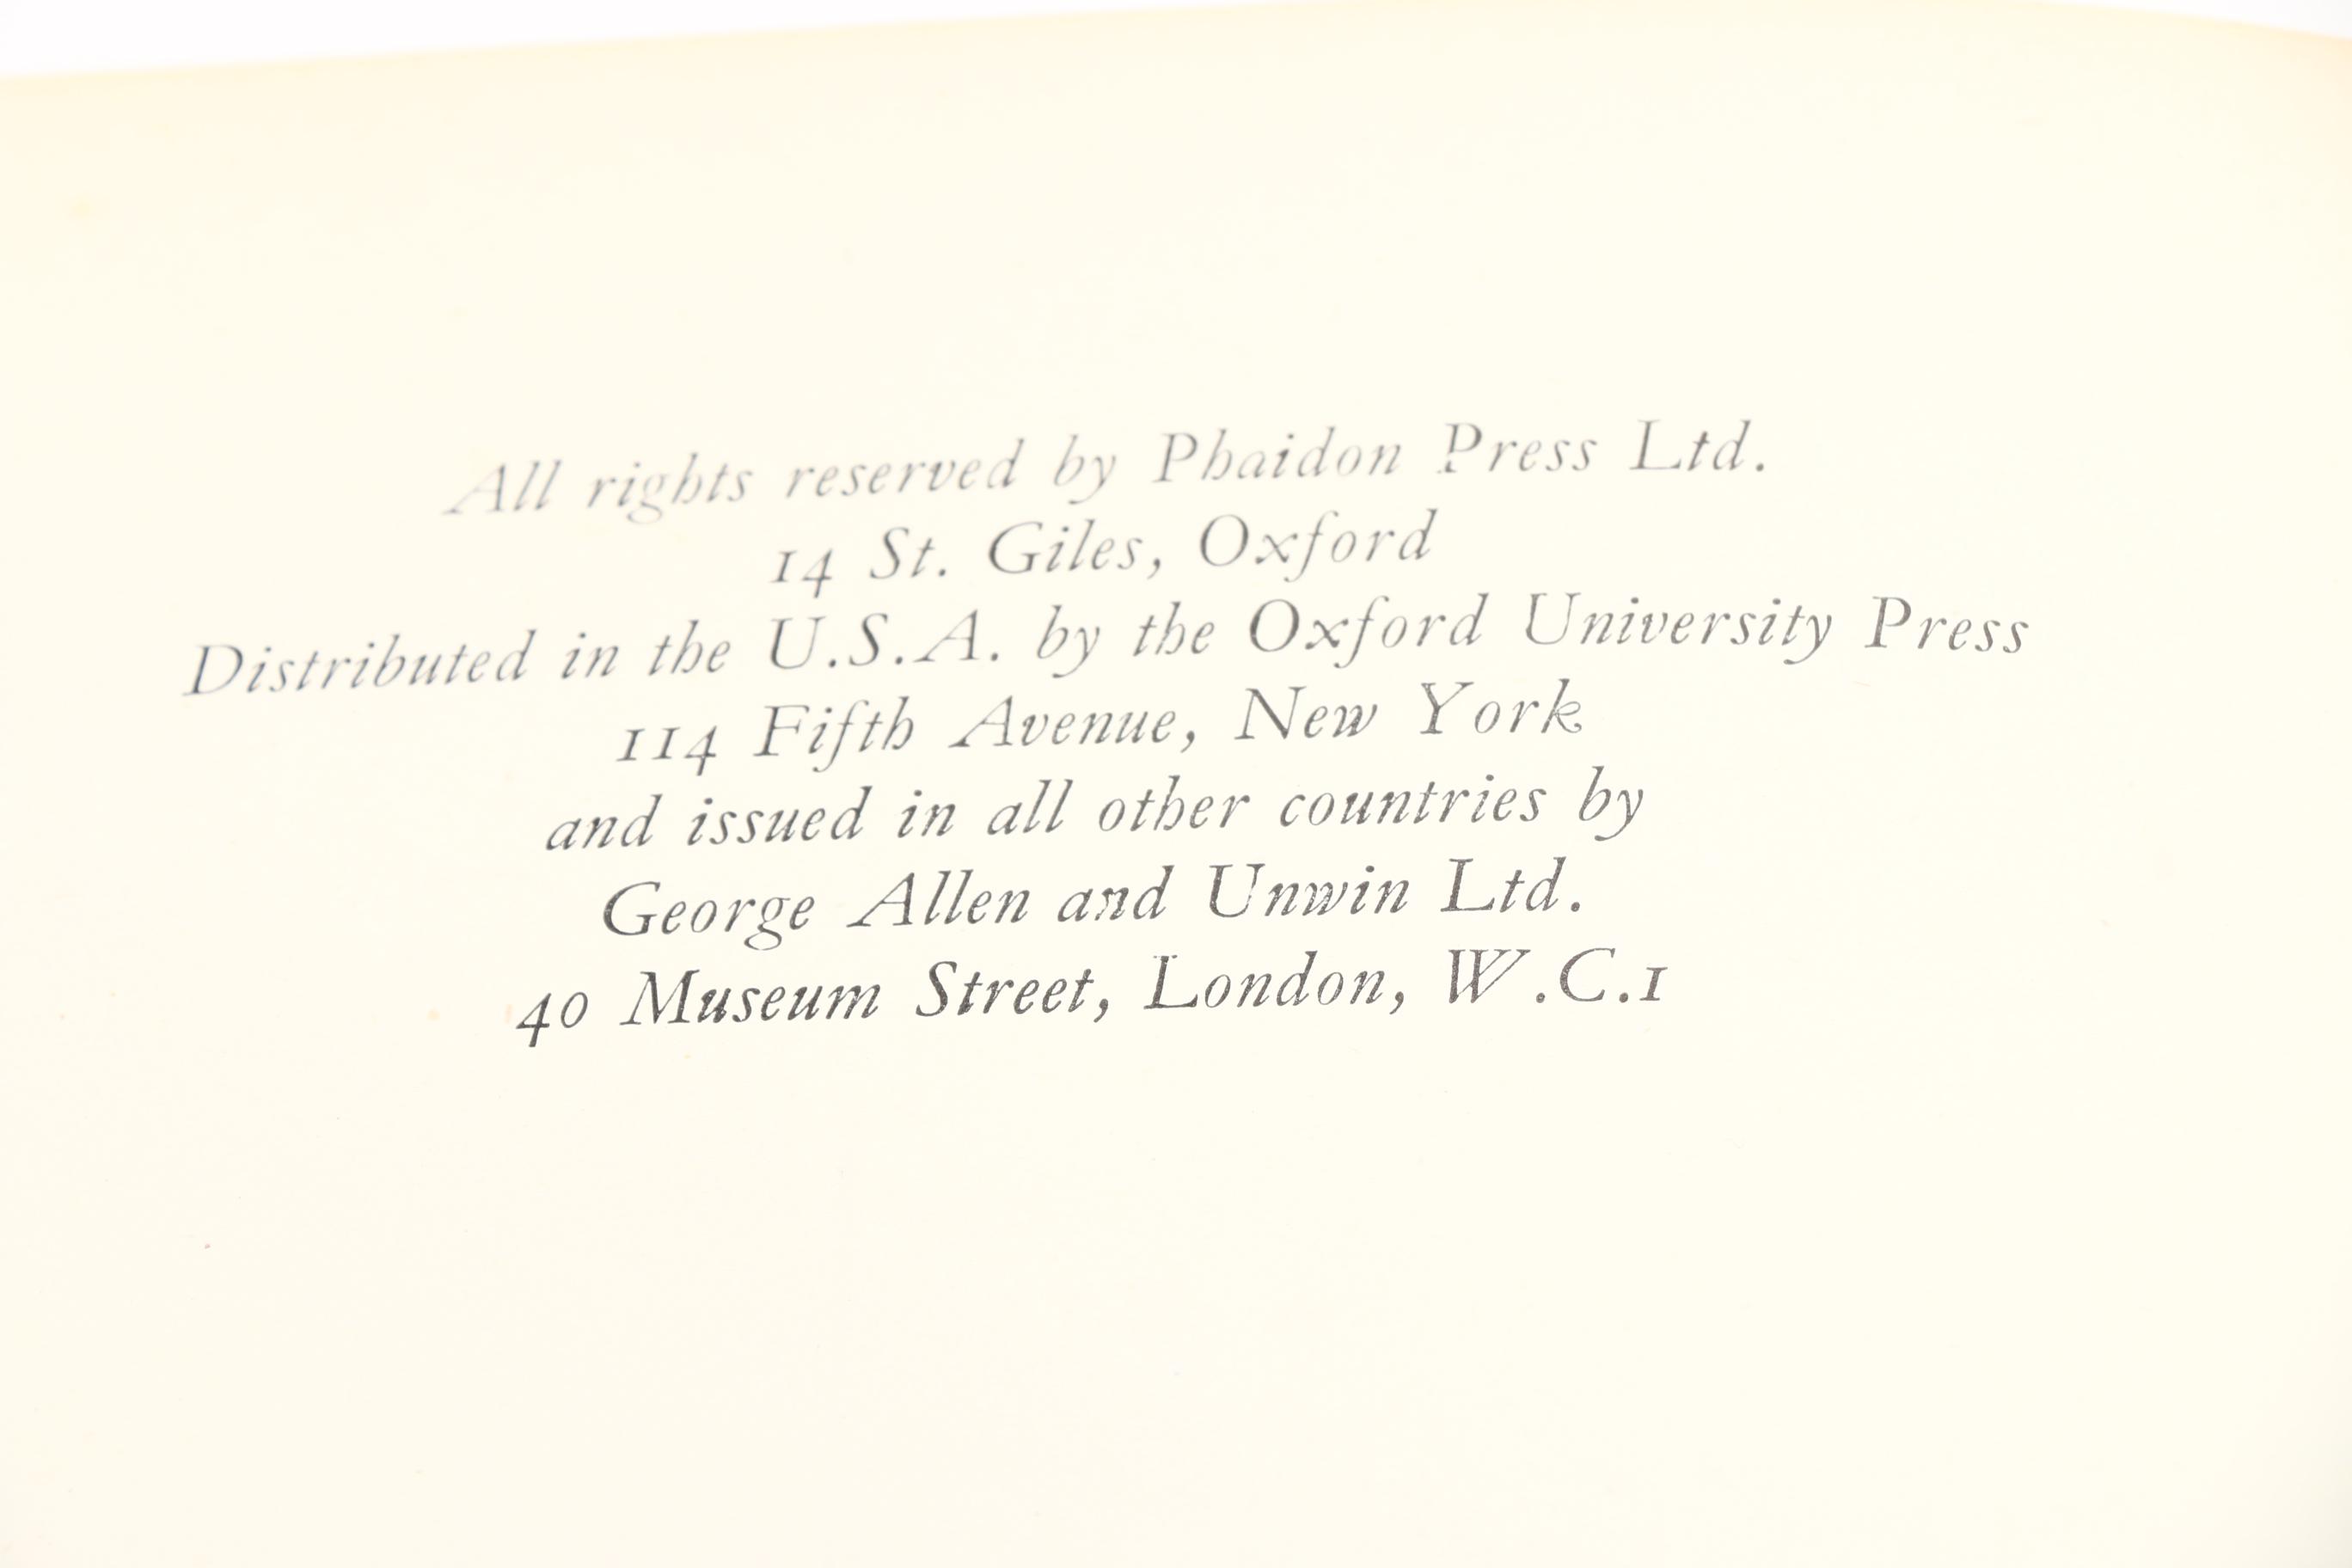 All rights reserved by Phaidon Press Ltd.
14 St. Giles, Oxford
Distributed in the U.S.A. by the Oxford University Press
114 Fifth Avenue, New York
and issued in all other countries by
George Allen and Unwin Ltd.
40 Museum Street, London, W.C.1